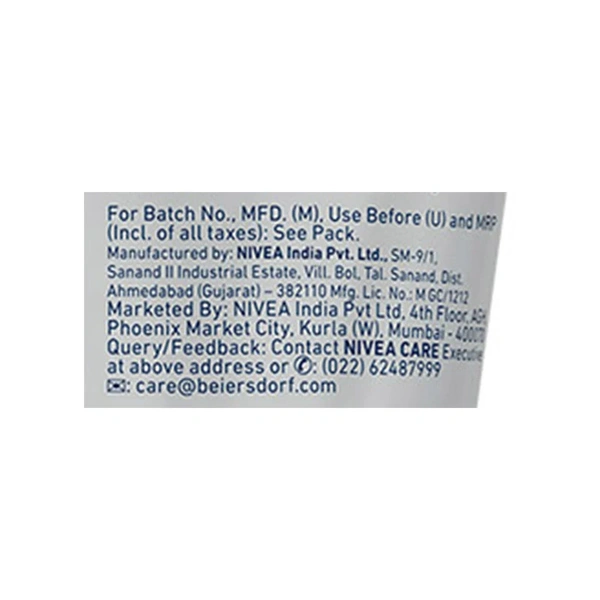 For Batch No., MFD. (M), Use Before (U) and MRP
(Incl. of all taxes): See Pack.
Manufactured by: NIVEA India Pvt. Ltd., SM-9/1,
Sanand II Industrial Estate, Vill. Bol, Tal. Sanand, Dist.
Ahmedabad (Gujarat) – 382110 Mfg. Lic. No.: M GC/1212
Marketed By: NIVEA India Pvt Ltd, 4th Floor,
Phoenix Market City, Kurla (W), Mumbai - 400070
Query/Feedback: Contact NIVEA CARE Executive
at above address or ✆: (022) 62487999
✉: care@beiersdorf.com